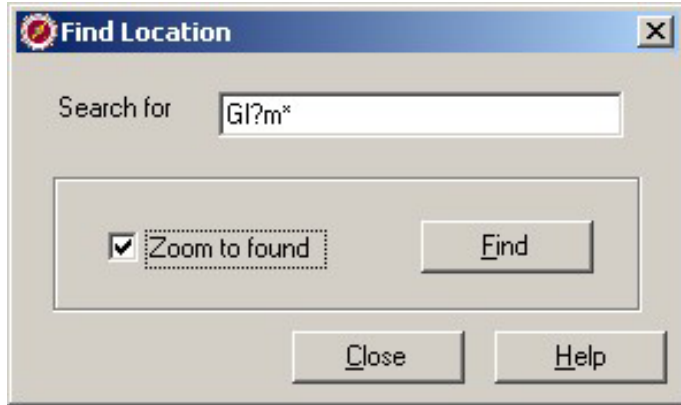 Find Location
Search for Gl?m*
Zoom to found Find
Close Help